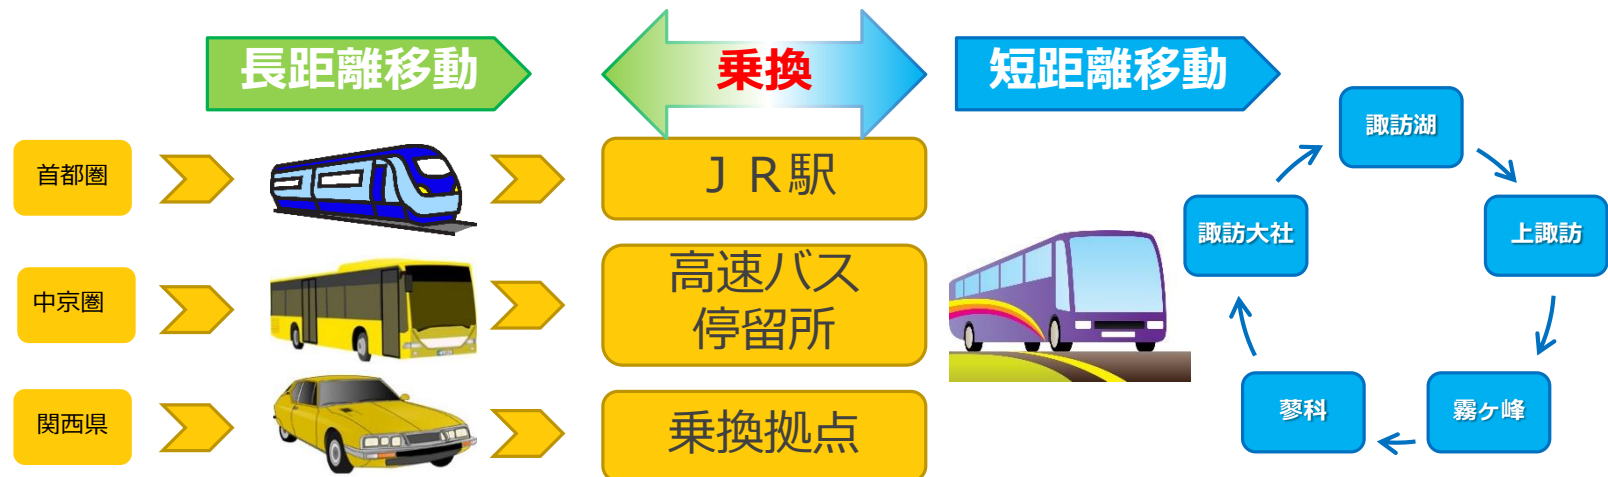 長距離移動
乗換
短距離移動
首都圏
ＪＲ駅
中京圏
高速バス
停留所
関西県
乗換拠点
諏訪湖
上諏訪
霧ヶ峰
蓼科
諏訪大社